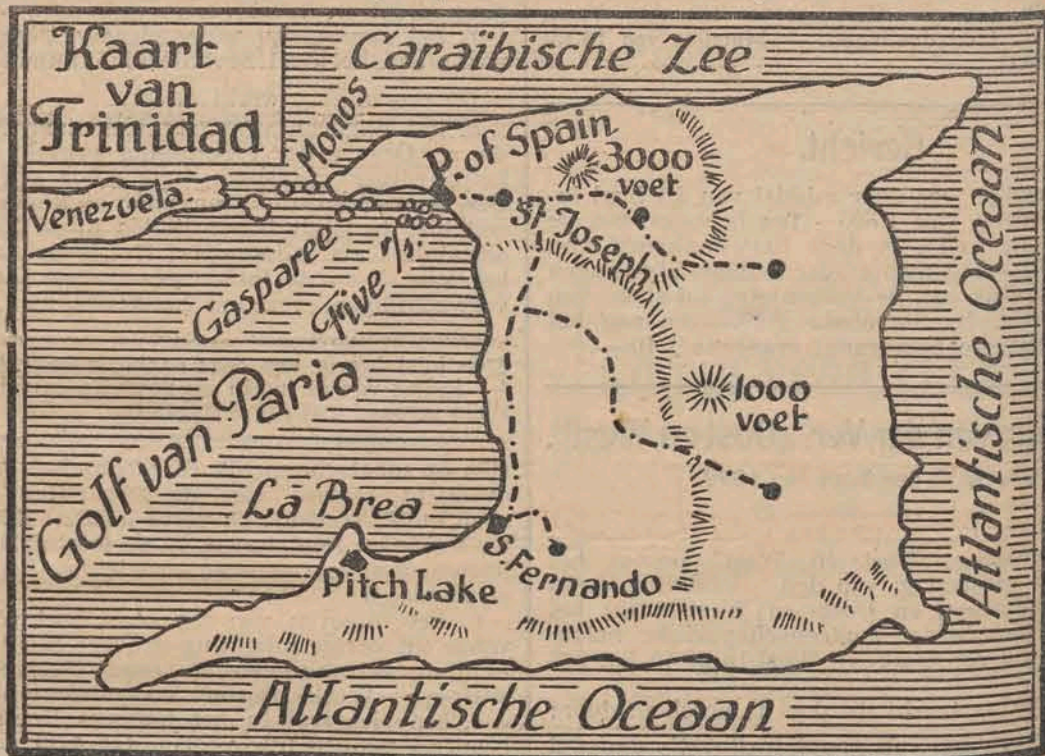 Kaart
van
Trinidad
Caraïbische Zee
Monos
P. of Spain
3000
voet
Venezuela.
St. Joseph
Gasparee
Five Is.
Golf van Paria
1000
voet
Atlantische Oceaan
La Brea
Pitch Lake
S. Fernando
Atlantische Oceaan